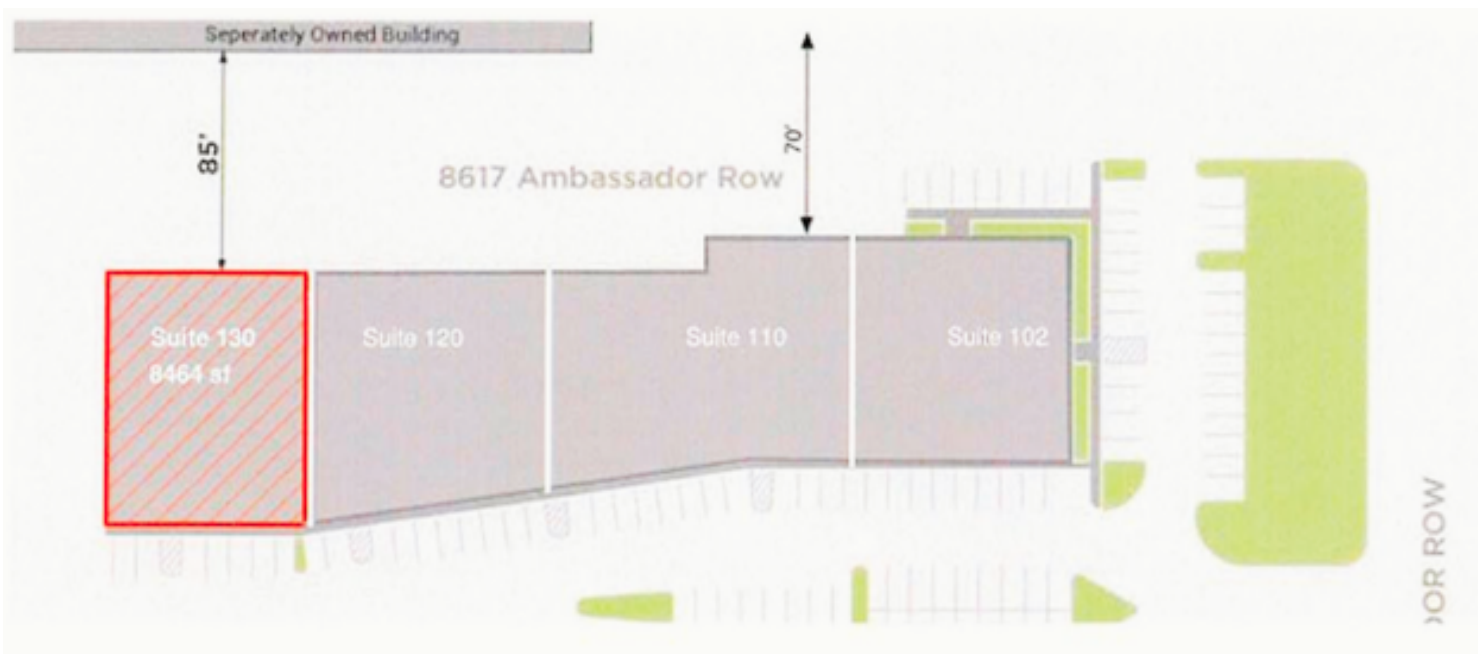 Seperately Owned Building
85'
70'
8617 Ambassador Row
Suite 130
8464 sf
Suite 120
Suite 110
Suite 102
ROW